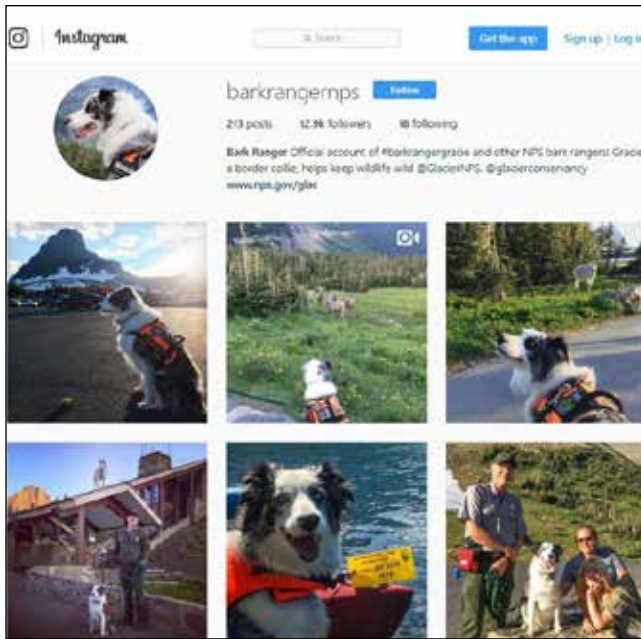 Instagram
Search
Get the app
Sign up | Log in
barkrangernps
Follow
213 posts 12.9k followers 18 following
Bark Ranger Official account of #barkrangergracie and other NPS bark rangers! Gracie
a border collie, helps keep wildlife wild @GlacierNPS. @glacierconservancy
www.nps.gov/glac